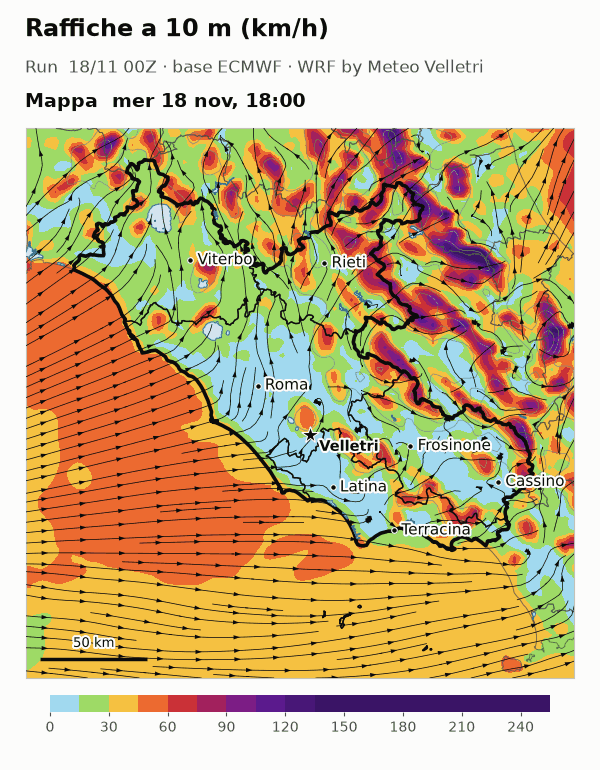 Raffiche a 10 m (km/h)
Run  18/11 00Z · base ECMWF · WRF by Meteo Velletri
Mappa  mer 18 nov, 18:00
Viterbo
Rieti
Roma
Velletri
Frosinone
Latina
Cassino
Terracina
50 km
0 30 60 90 120 150 180 210 240